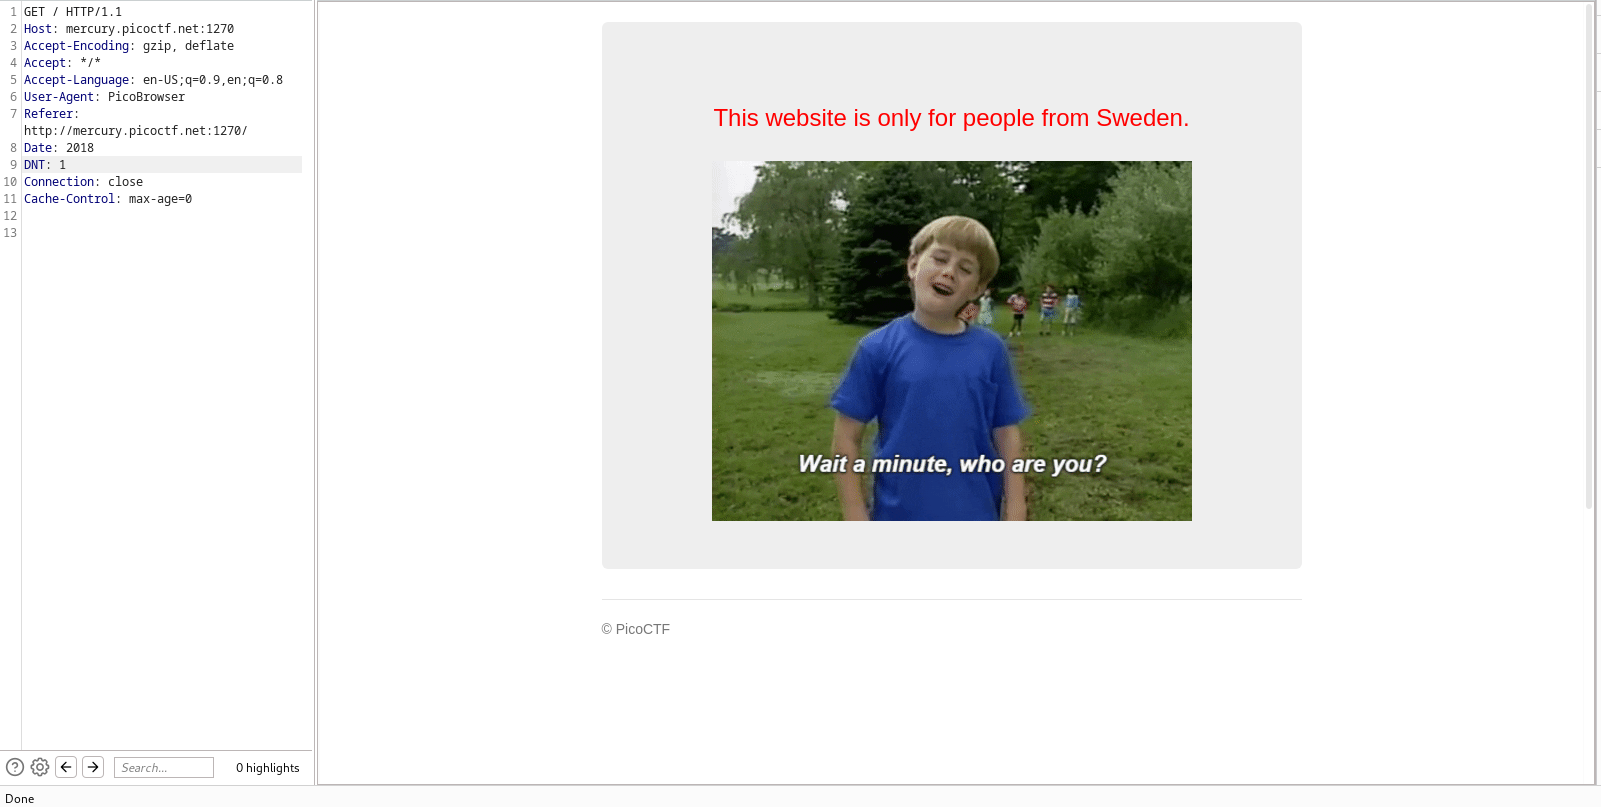 1 GET / HTTP/1.1
2 Host: mercury.picoctf.net:1270
3 Accept-Encoding: gzip, deflate
4 Accept: */*
5 Accept-Language: en-US;q=0.9,en;q=0.8
6 User-Agent: PicoBrowser
7 Referer:
http://mercury.picoctf.net:1270/
8 Date: 2018
9 DNT: 1
10 Connection: close
11 Cache-Control: max-age=0
12
13
This website is only for people from Sweden.
Wait a minute, who are you?
© PicoCTF
? Search... 0 highlights
Done